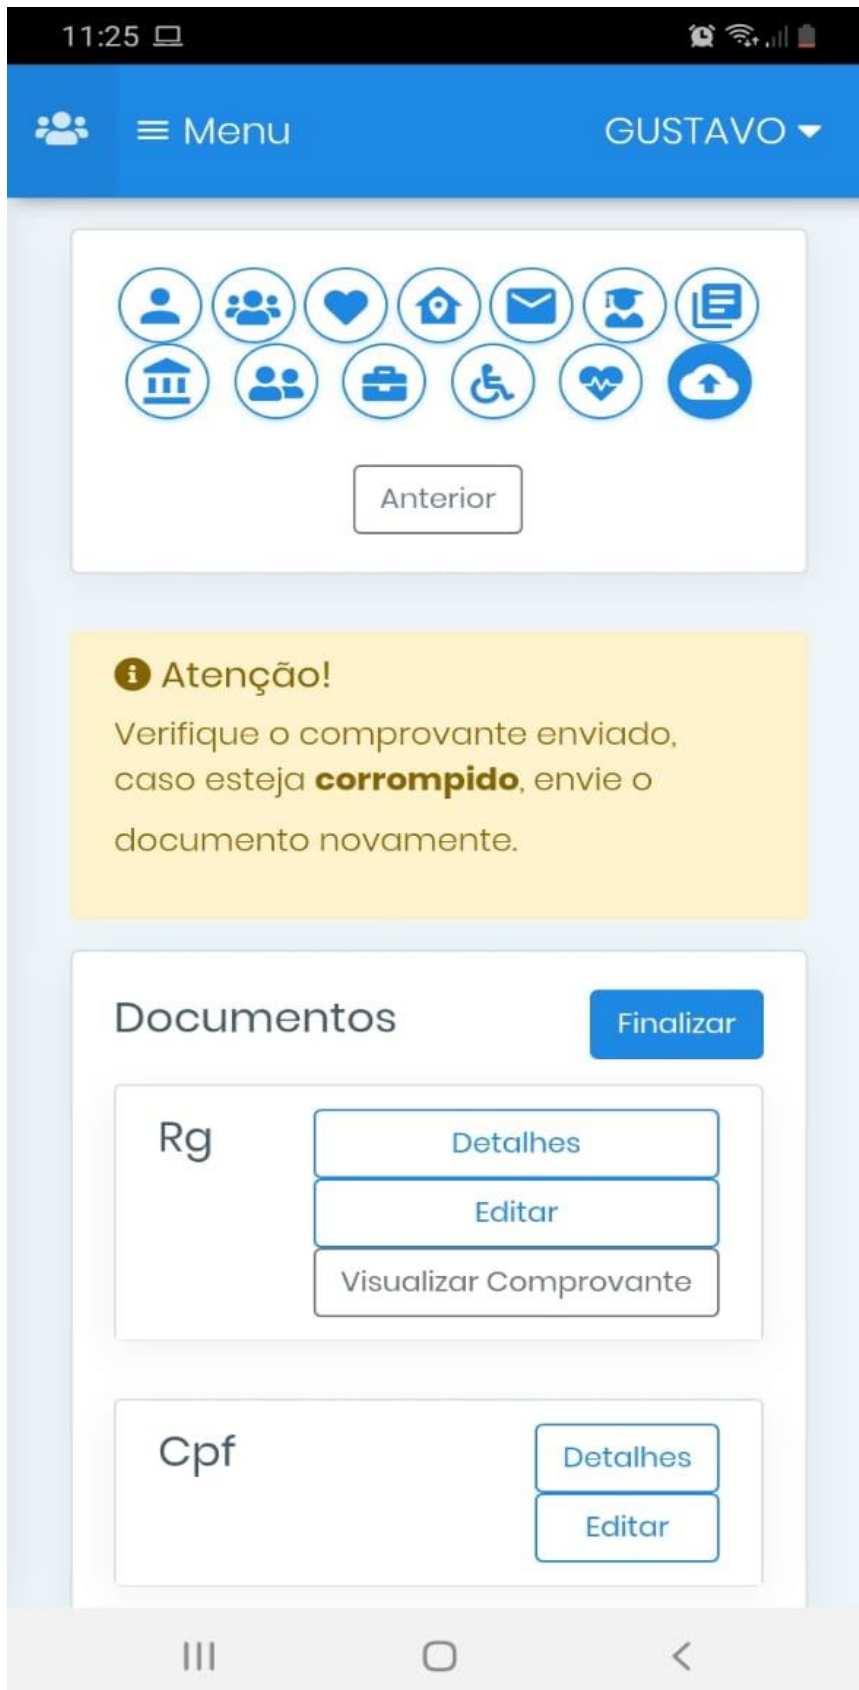 11:25
Menu
GUSTAVO
Anterior
Atenção!
Verifique o comprovante enviado,
caso esteja corrompido, envie o
documento novamente.
Documentos
Finalizar
Rg
Detalhes
Editar
Visualizar Comprovante
Cpf
Detalhes
Editar